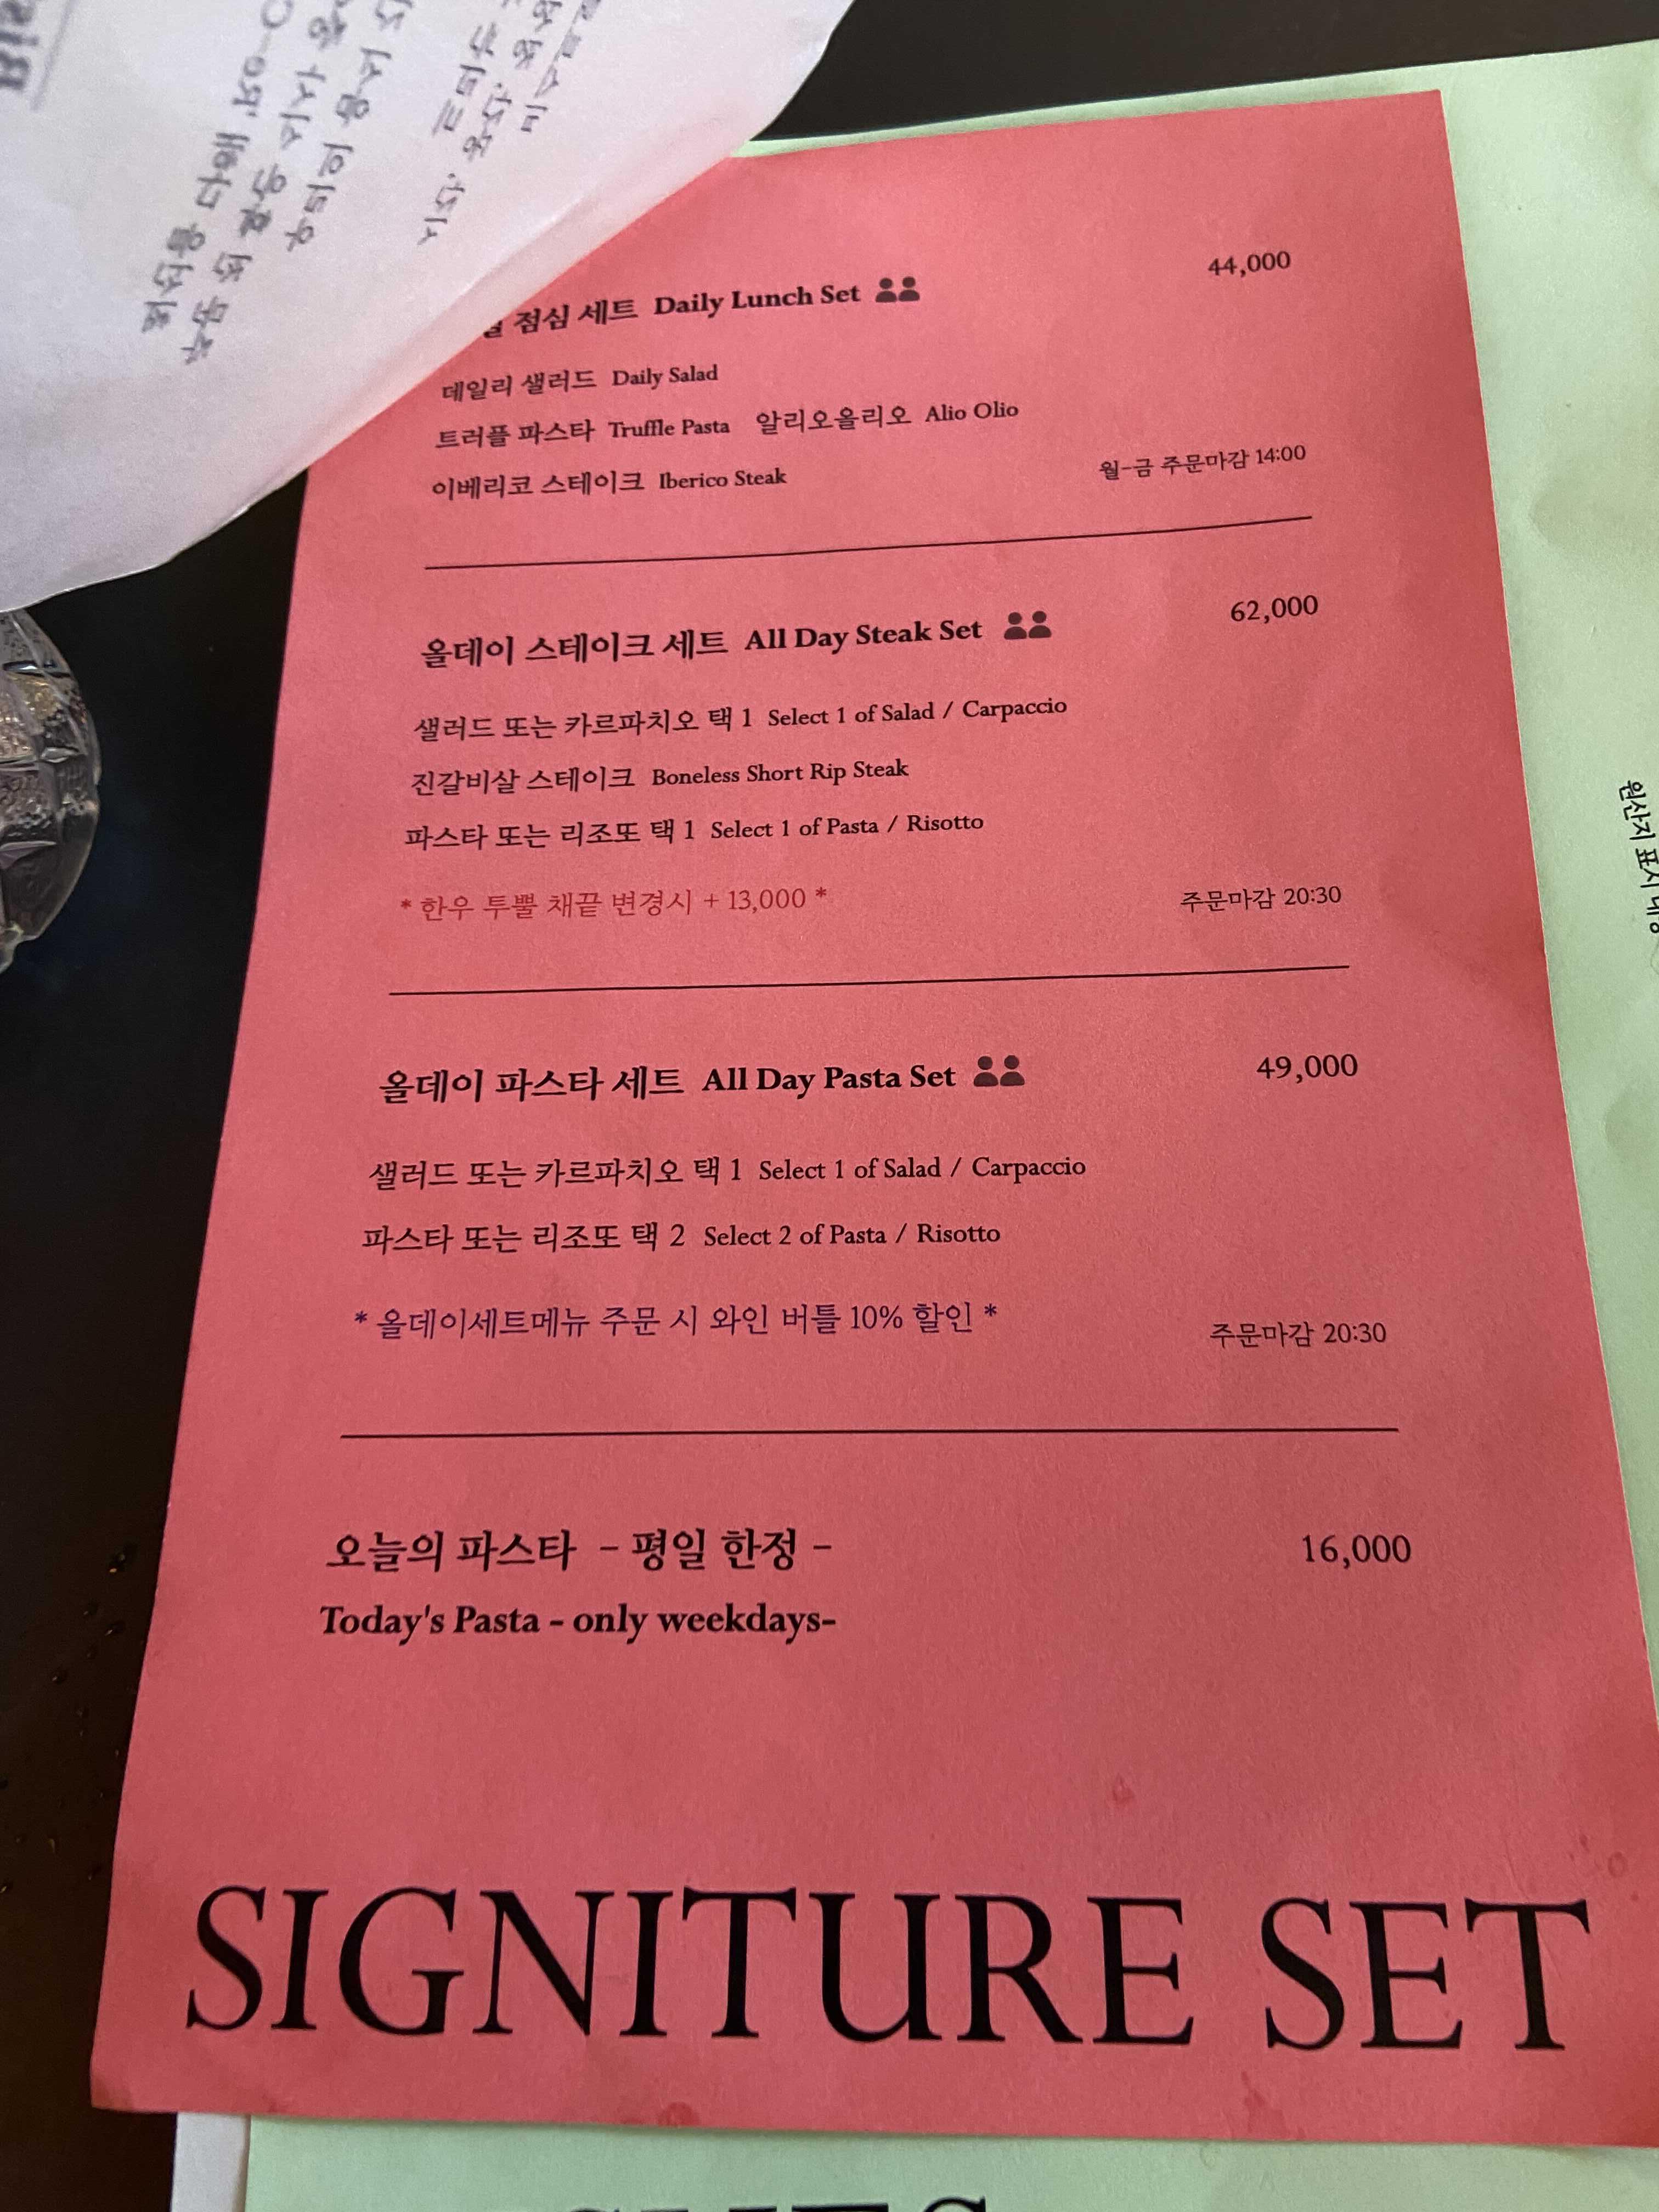 점심 세트 Daily Lunch Set 44,000
데일리 샐러드 Daily Salad
트러플 파스타 Truffle Pasta 알리오올리오 Alio Olio
이베리코 스테이크 Iberico Steak 월-금 주문마감 14:00
올데이 스테이크 세트 All Day Steak Set 62,000
샐러드 또는 카르파치오 택 1 Select 1 of Salad / Carpaccio
진갈비살 스테이크 Boneless Short Rip Steak
파스타 또는 리조또 택 1 Select 1 of Pasta / Risotto
* 한우 투뿔 채끝 변경시 + 13,000 * 주문마감 20:30
올데이 파스타 세트 All Day Pasta Set 49,000
샐러드 또는 카르파치오 택 1 Select 1 of Salad / Carpaccio
파스타 또는 리조또 택 2 Select 2 of Pasta / Risotto
* 올데이세트메뉴 주문 시 와인 버틀 10% 할인 * 주문마감 20:30
오늘의 파스타 - 평일 한정 - 16,000
Today's Pasta - only weekdays-
SIGNITURE SET
원산지 표시